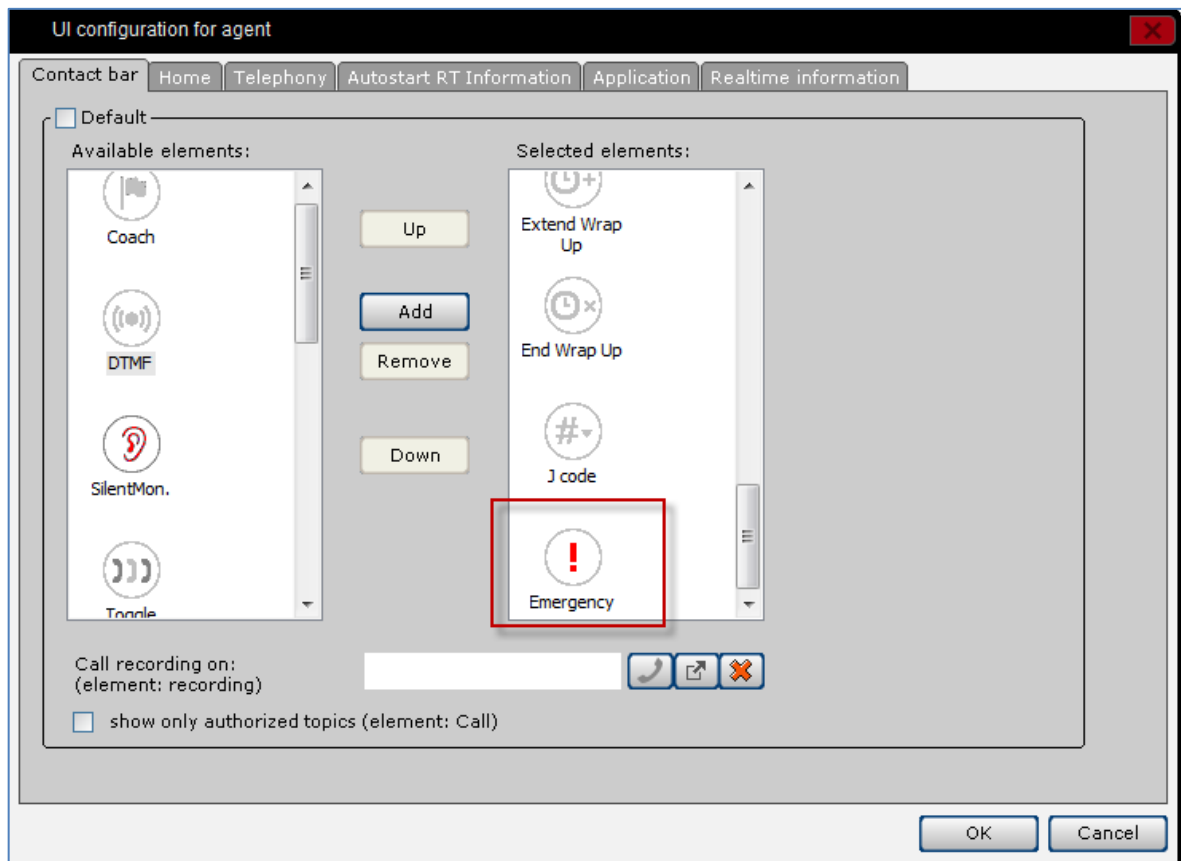 UI configuration for agent
Contact bar
Home
Telephony
Autostart RT Information
Application
Realtime information
Default
Available elements:
Coach
DTMF
SilentMon.
Toggle
Up
Add
Remove
Down
Selected elements:
Extend Wrap
Up
End Wrap Up
J code
Emergency
Call recording on:
(element: recording)
show only authorized topics (element: Call)
OK
Cancel